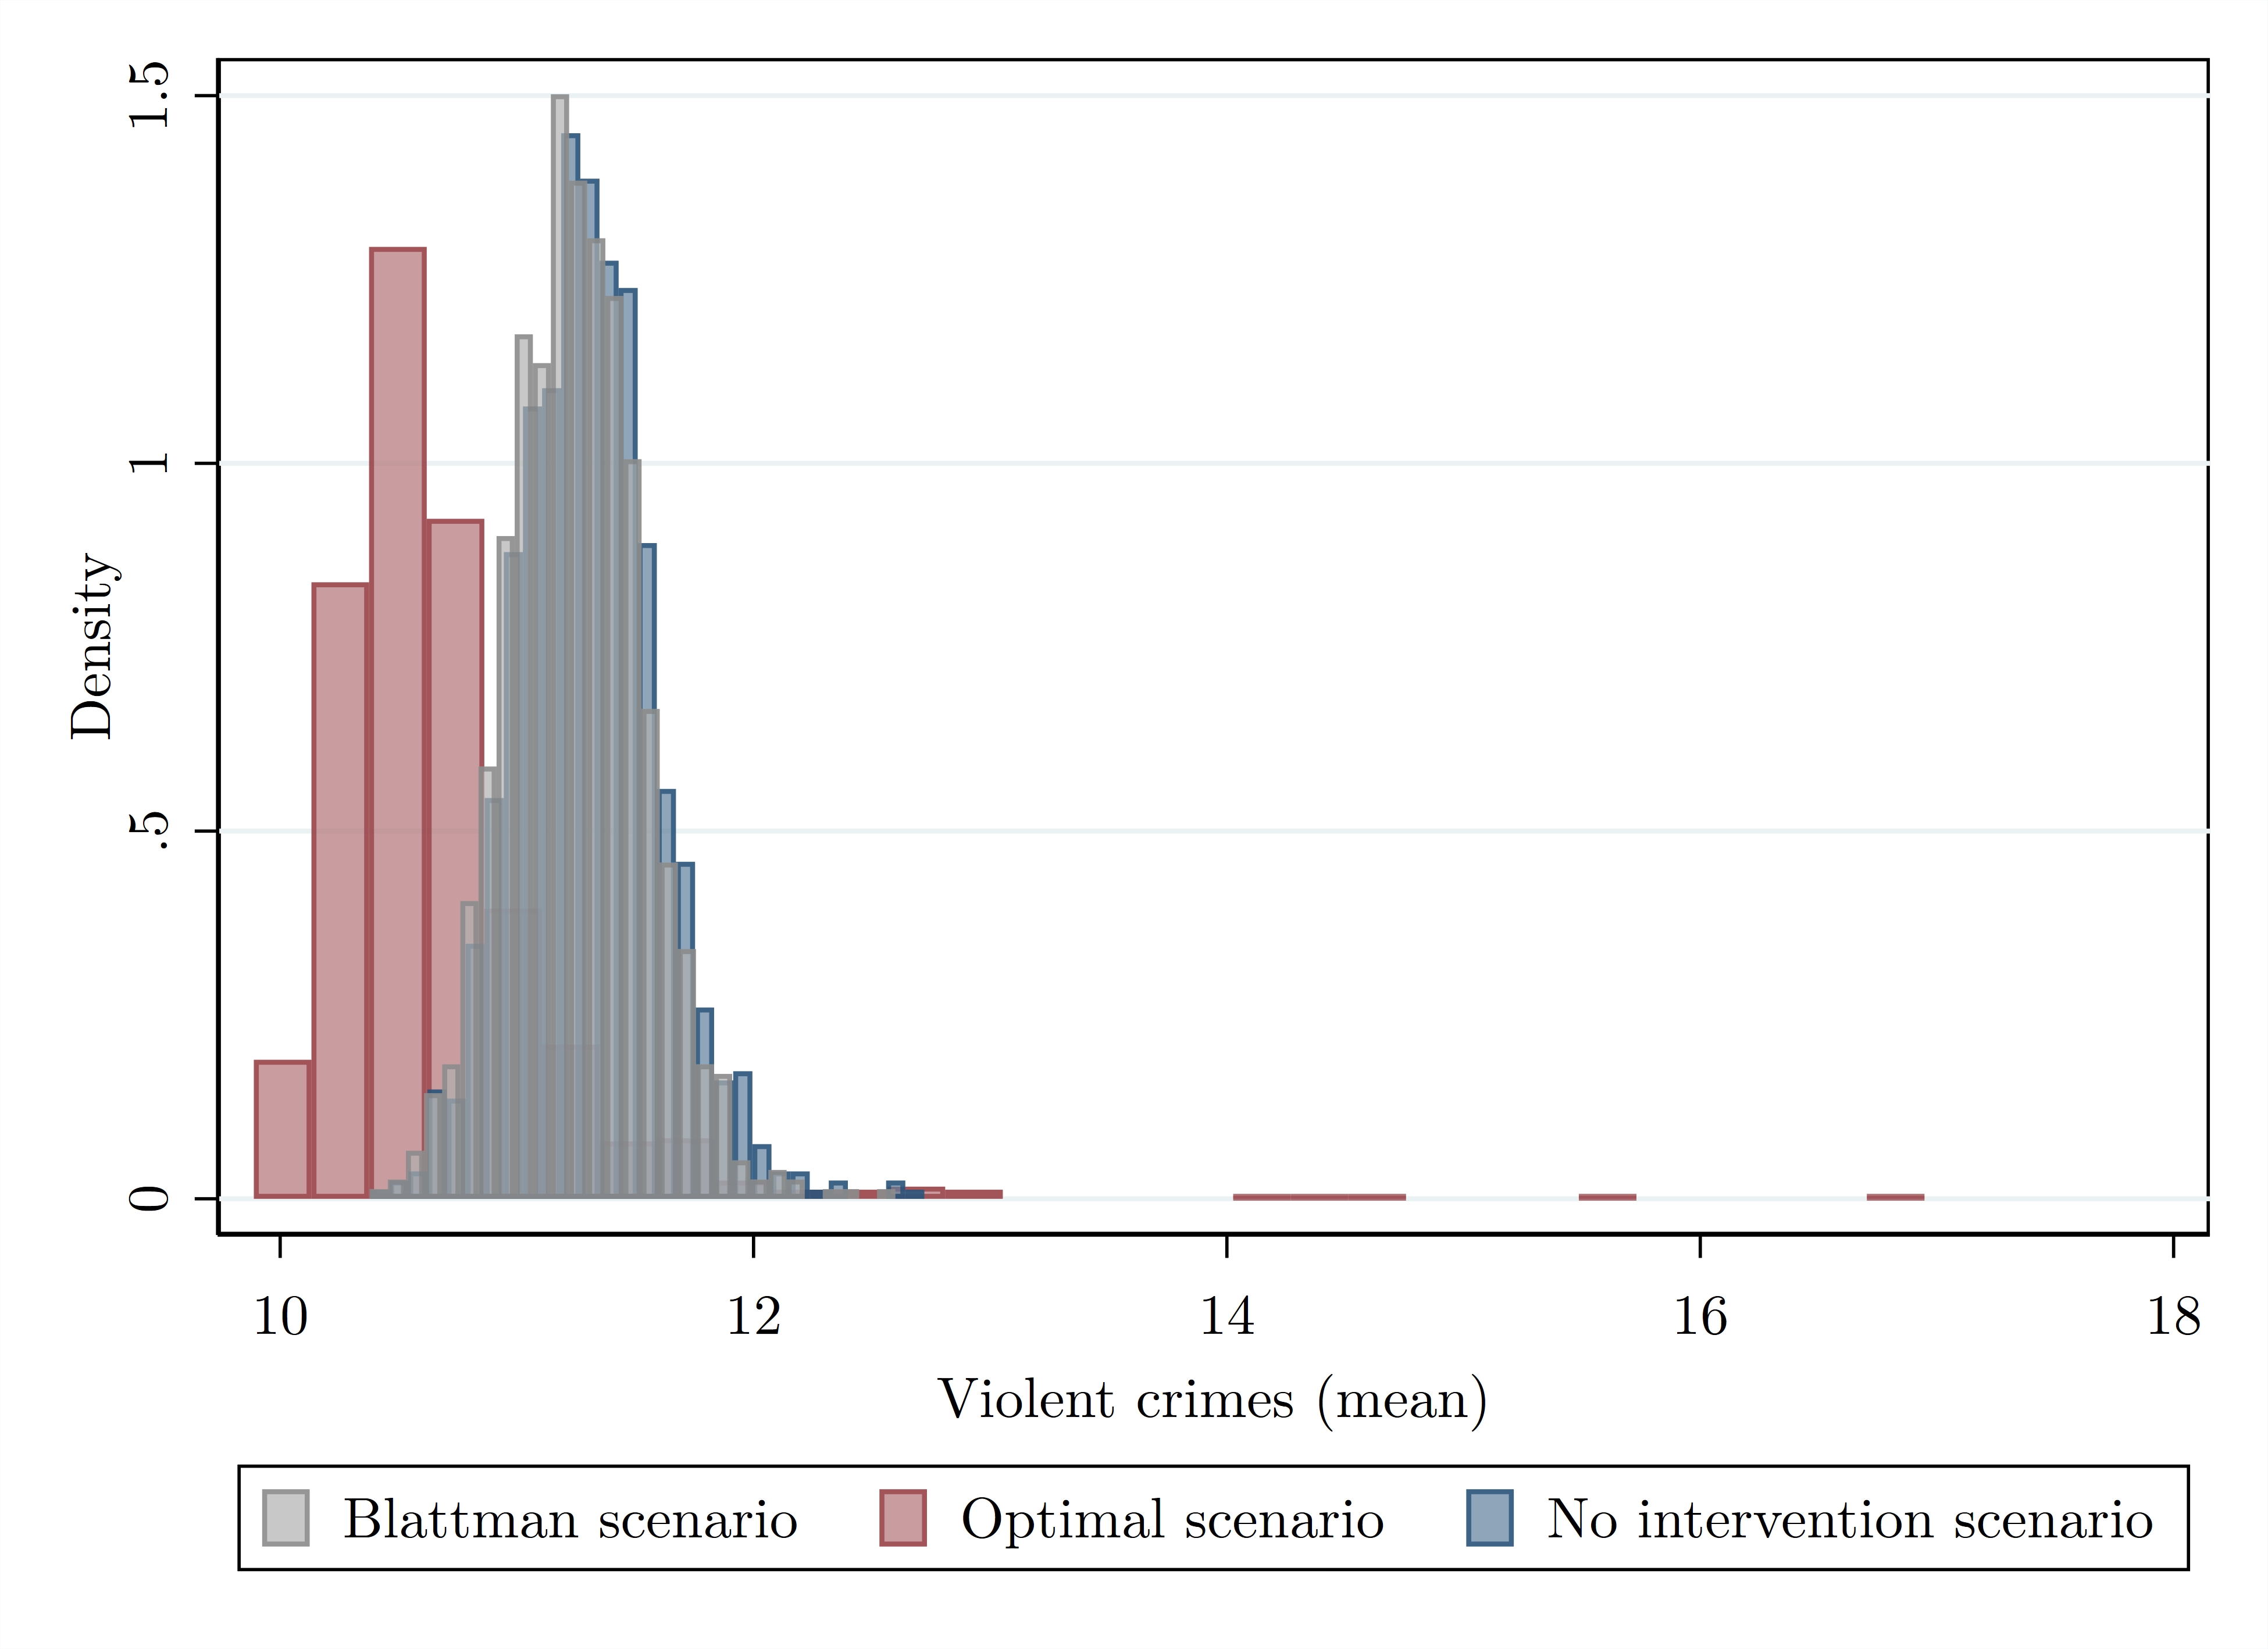 1.5
1
.5
0
Density
10 12 14 16 18
Violent crimes (mean)
Blattman scenario Optimal scenario No intervention scenario